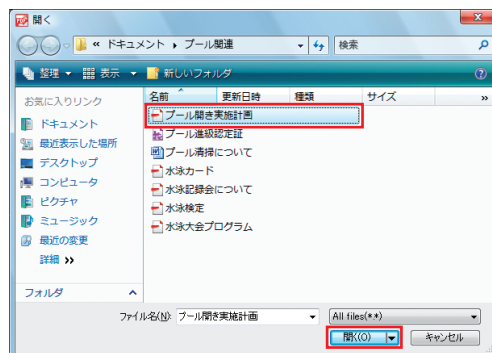 開く
« ドキュメント ▸ プール関連
検索
整理 表示 新しいフォルダ
お気に入りリンク
ドキュメント
最近表示した場所
デスクトップ
コンピュータ
ピクチャ
ミュージック
最近の変更
詳細 »
フォルダ
名前 更新日時 種類 サイズ »
プール開き実施計画
プール進級認定証
プール清掃について
水泳カード
水泳記録会について
水泳検定
水泳大会プログラム
ファイル名(N): プール開き実施計画 All files(*.*)
開く(O) キャンセル